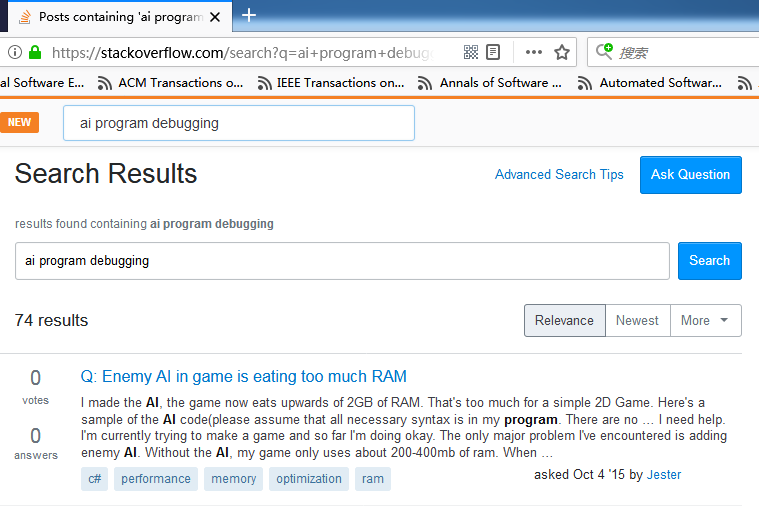 Posts containing 'ai program
https://stackoverflow.com/search?q=ai+program+debug
搜索
al Software E...
ACM Transactions o...
IEEE Transactions on...
Annals of Software ...
Automated Softwar...
NEW
ai program debugging
Search Results
Advanced Search Tips
Ask Question
results found containing ai program debugging
ai program debugging
Search
74 results
Relevance
Newest
More
0
votes
0
answers
Q: Enemy AI in game is eating too much RAM
I made the AI, the game now eats upwards of 2GB of RAM. That's too much for a simple 2D Game. Here's a
sample of the AI code(please assume that all necessary syntax is in my program. There are no ... I need help.
I'm currently trying to make a game and so far I'm doing okay. The only major problem I've encountered is adding
enemy AI. Without the AI, my game only uses about 200-400mb of ram. When ...
c#
performance
memory
optimization
ram
asked Oct 4 '15 by Jester